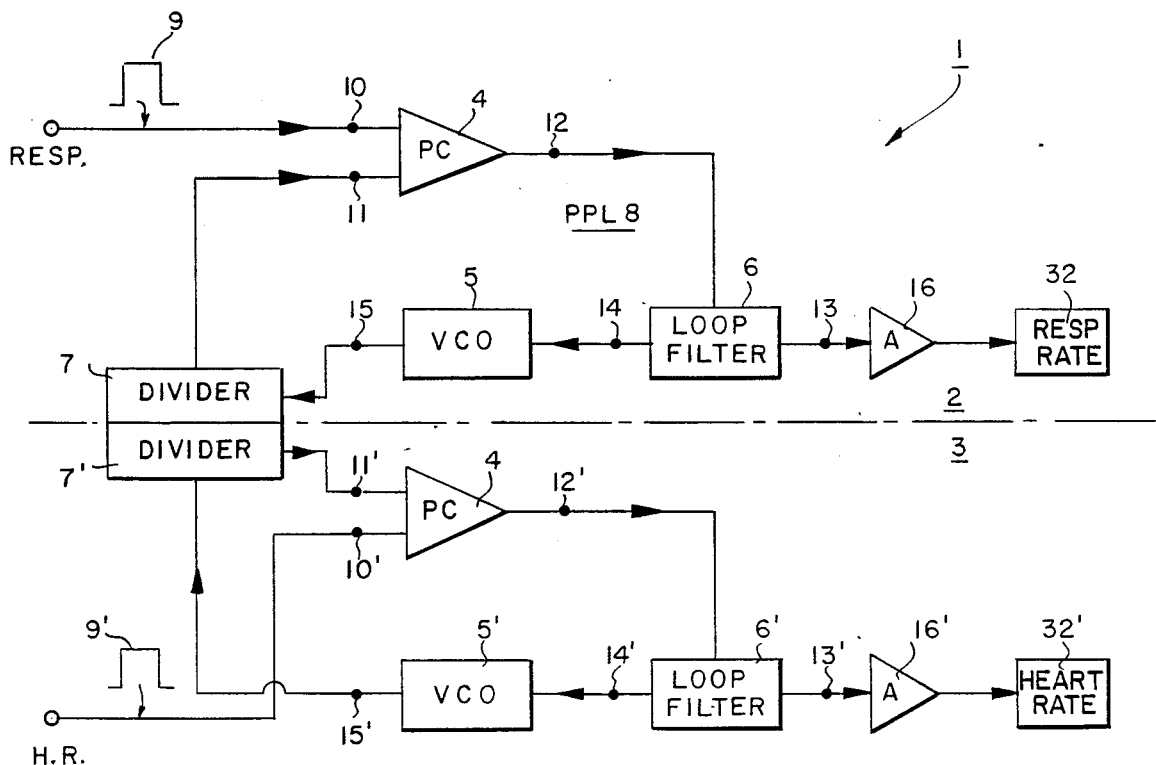 9
1
10
4
12
RESP.
PC
11
PPL 8
15
5
14
6
13
16
32
VCO
LOOP
FILTER
A
RESP
RATE
7
DIVIDER
2
DIVIDER
3
7'
11'
4
12'
PC
10'
9'
5'
14'
6'
13'
16'
32'
VCO
LOOP
FILTER
A
HEART
RATE
15'
H.R.